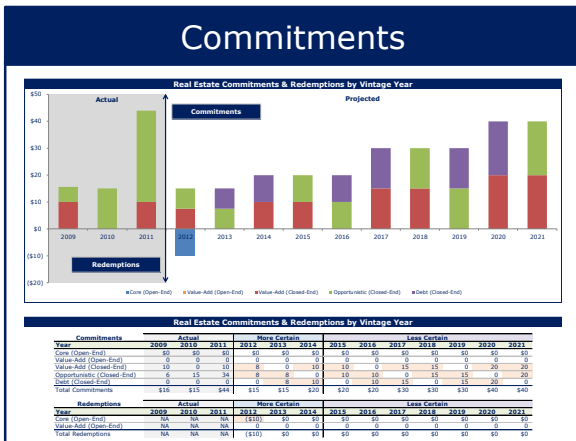 Commitments
Real Estate Commitments & Redemptions by Vintage Year
$50
Actual
Projected
Commitments
$40
$30
$20
$10
$0
2009 2010 2011 2012 2013 2014 2015 2016 2017 2018 2019 2020 2021
($10)
Redemptions
($20)
Core (Open-End) Value-Add (Open-End) Value-Add (Closed-End) Opportunistic (Closed-End) Debt (Closed-End)
Real Estate Commitments & Redemptions by Vintage Year
Commitments Actual More Certain Less Certain
Year 2009 2010 2011 2012 2013 2014 2015 2016 2017 2018 2019 2020 2021
Core (Open-End) $0 $0 $0 $0 $0 $0 $0 $0 $0 $0 $0 $0 $0
Value-Add (Open-End) 0 0 0 0 0 0 0 0 0 0 0 0 0
Value-Add (Closed-End) 10 0 10 8 0 10 10 0 15 15 0 20 20
Opportunistic (Closed-End) 6 15 34 8 8 0 10 10 0 15 15 0 20
Debt (Closed-End) 0 0 0 0 8 10 0 10 15 0 15 20 0
Total Commitments $16 $15 $44 $15 $15 $20 $20 $20 $30 $30 $30 $40 $40
Redemptions Actual More Certain Less Certain
Year 2009 2010 2011 2012 2013 2014 2015 2016 2017 2018 2019 2020 2021
Core (Open-End) NA NA NA ($10) $0 $0 $0 $0 $0 $0 $0 $0 $0
Value-Add (Open-End) NA NA NA 0 0 0 0 0 0 0 0 0 0
Total Redemptions NA NA NA ($10) $0 $0 $0 $0 $0 $0 $0 $0 $0